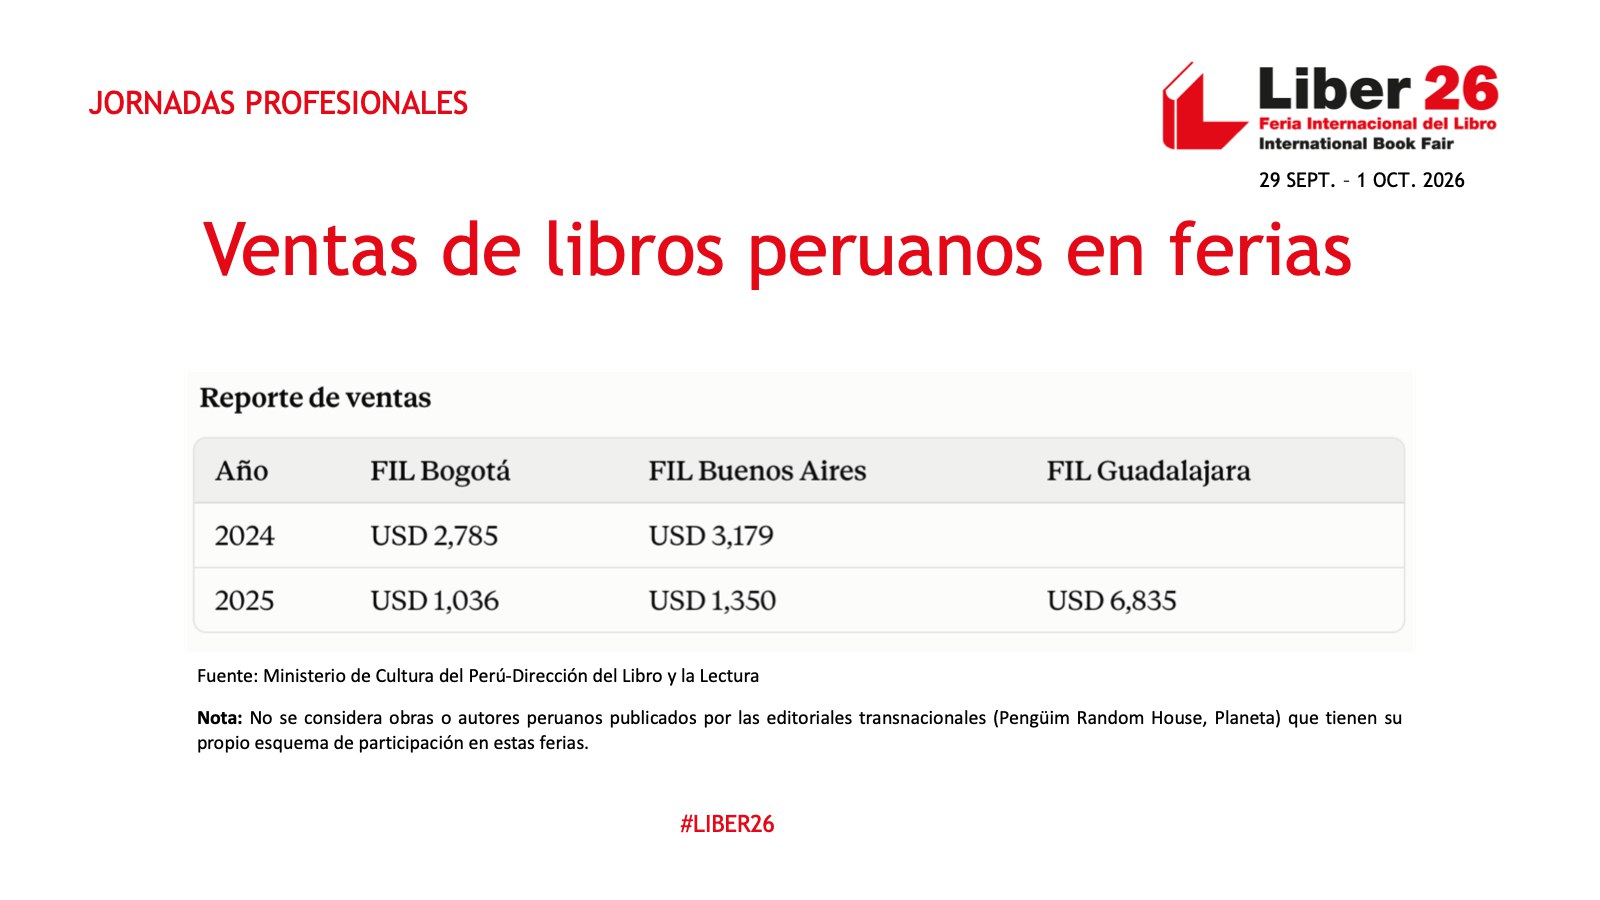 JORNADAS PROFESIONALES
Liber 26
Feria Internacional del Libro
International Book Fair
29 SEPT. - 1 OCT. 2026
Ventas de libros peruanos en ferias
Reporte de ventas
Año FIL Bogotá FIL Buenos Aires FIL Guadalajara
2024 USD 2,785 USD 3,179
2025 USD 1,036 USD 1,350 USD 6,835
Fuente: Ministerio de Cultura del Perú-Dirección del Libro y la Lectura
Nota: No se considera obras o autores peruanos publicados por las editoriales transnacionales (Pengüim Random House, Planeta) que tienen su
propio esquema de participación en estas ferias.
#LIBER26